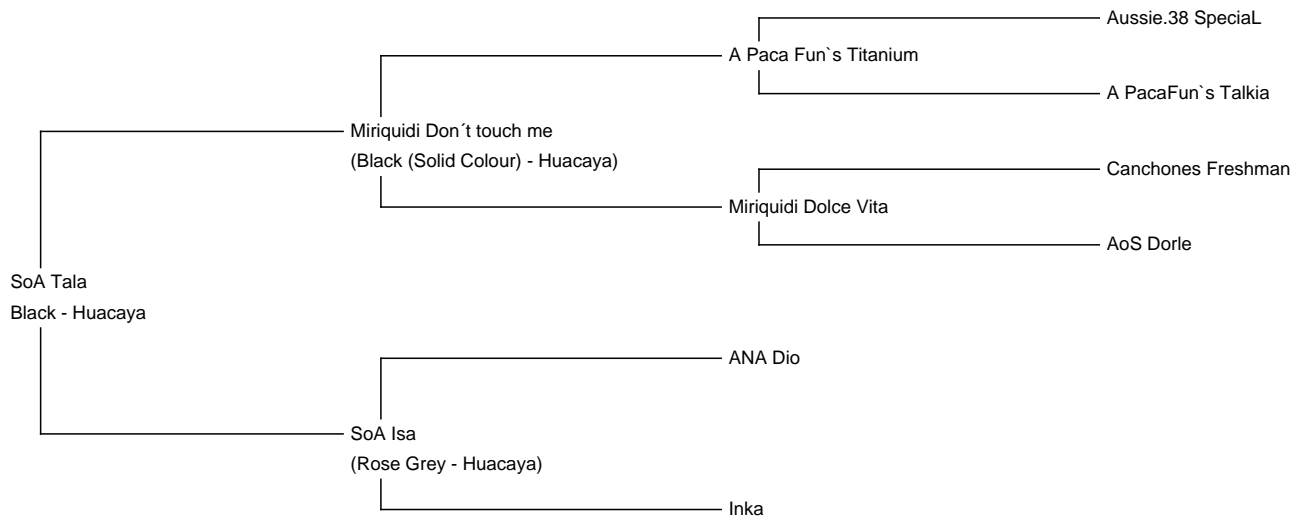 Aussie.38 SpeciaL
A Paca Fun`s Titanium
A PacaFun`s Talkia
Miriquidi Don´t touch me
(Black (Solid Colour) - Huacaya)
Canchones Freshman
Miriquidi Dolce Vita
AoS Dorle
SoA Tala
Black - Huacaya
ANA Dio
SoA Isa
(Rose Grey - Huacaya)
Inka